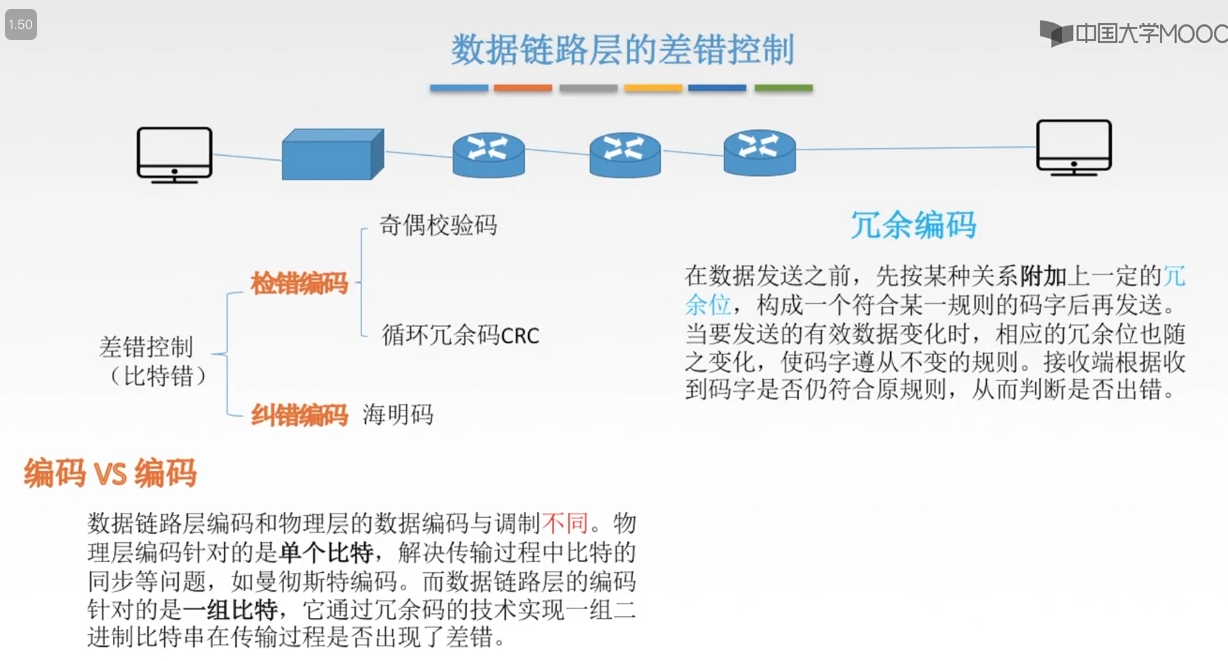 1.50
中国大学MOOC
数据链路层的差错控制
奇偶校验码
检错编码
循环冗余码CRC
差错控制
（比特错）
纠错编码 海明码
冗余编码
在数据发送之前，先按某种关系附加上一定的冗
余位，构成一个符合某一规则的码字后再发送。
当要发送的有效数据变化时，相应的冗余位也随
之变化，使码字遵从不变的规则。接收端根据收
到码字是否仍符合原规则，从而判断是否出错。
编码 VS 编码
数据链路层编码和物理层的数据编码与调制不同。物
理层编码针对的是单个比特，解决传输过程中比特的
同步等问题，如曼彻斯特编码。而数据链路层的编码
针对的是一组比特，它通过冗余码的技术实现一组二
进制比特串在传输过程是否出现了差错。